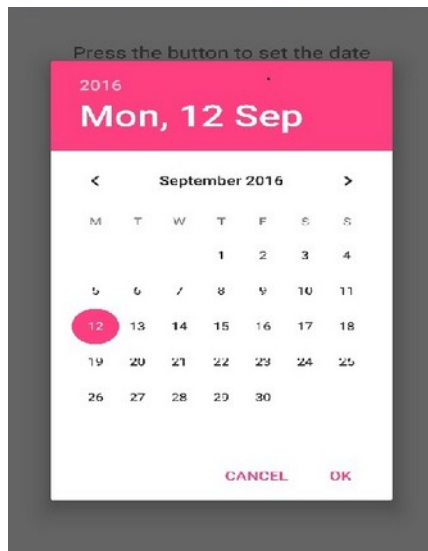 Press the button to set the date
2016
Mon, 12 Sep
< September 2016 >
M T W T F S S
1 2 3 4
5 6 7 8 9 10 11
12 13 14 15 16 17 18
19 20 21 22 23 24 25
26 27 28 29 30
CANCEL OK